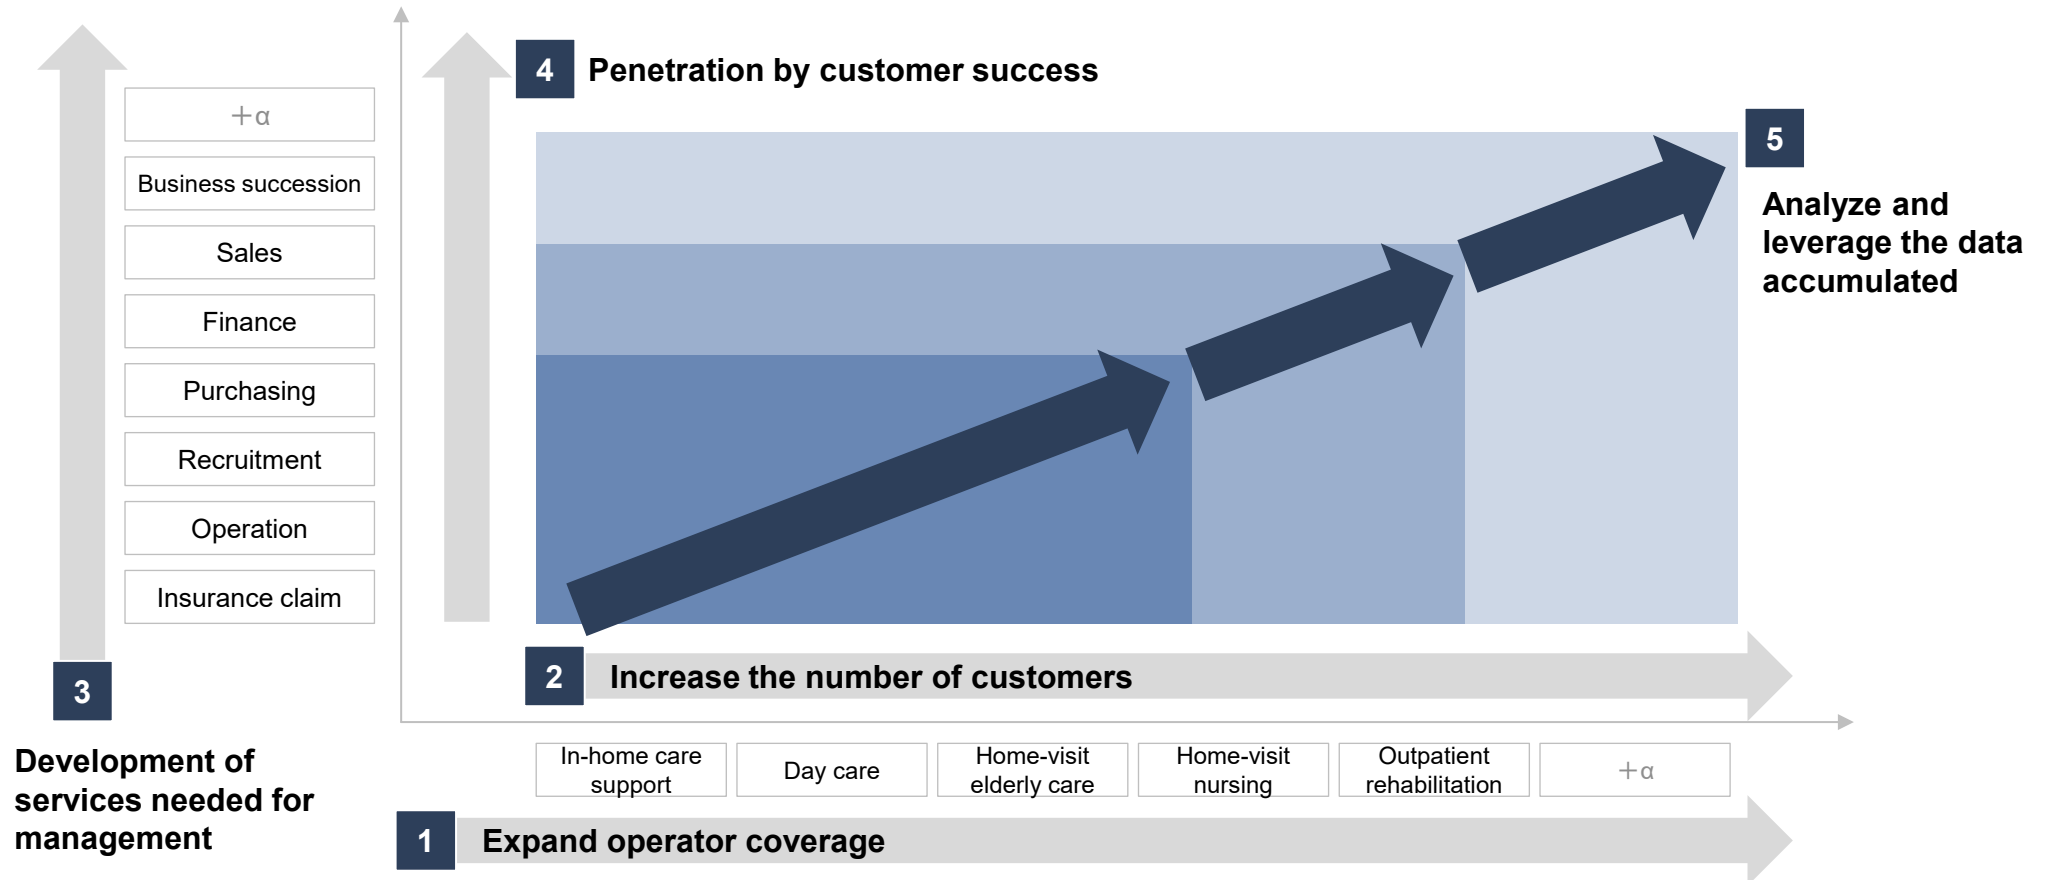 4
Penetration by customer success
5
Analyze and
leverage the data
accumulated
＋α
Business succession
Sales
Finance
Purchasing
Recruitment
Operation
Insurance claim
3
Development of
services needed for
management
2
Increase the number of customers
In-home care
support
Day care
Home-visit
elderly care
Home-visit
nursing
Outpatient
rehabilitation
＋α
1
Expand operator coverage